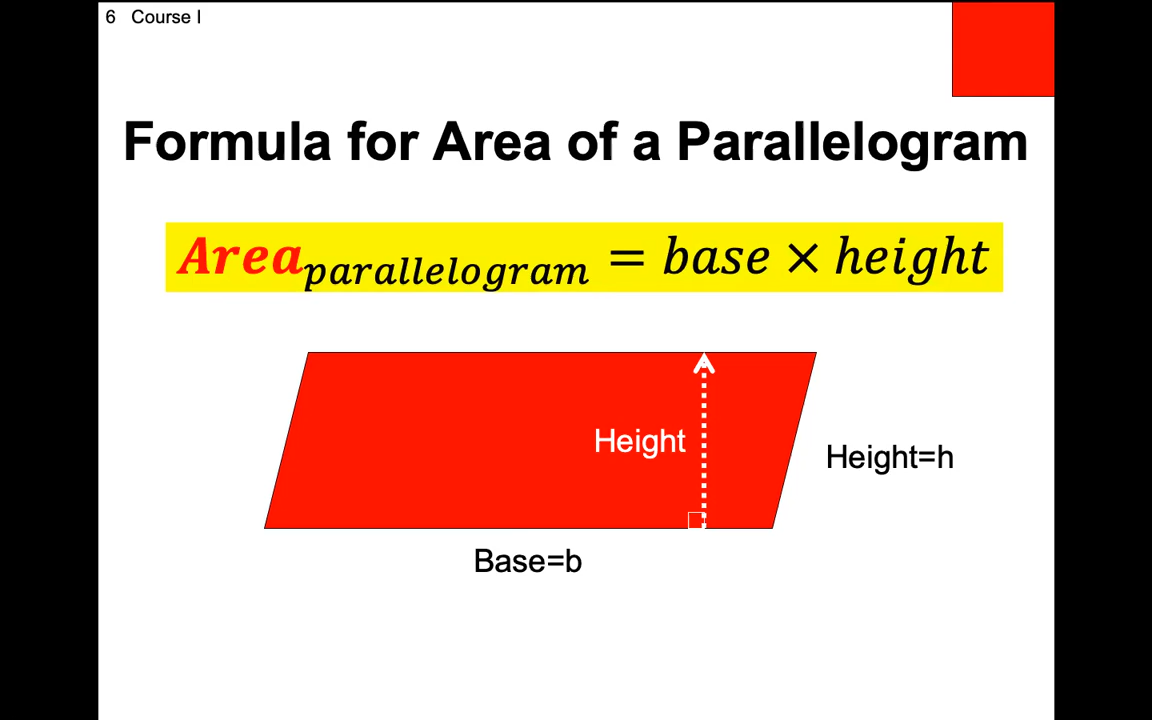 6 Course I
Formula for Area of a Parallelogram
Area_parallelogram = base × height
Height
Height=h
Base=b